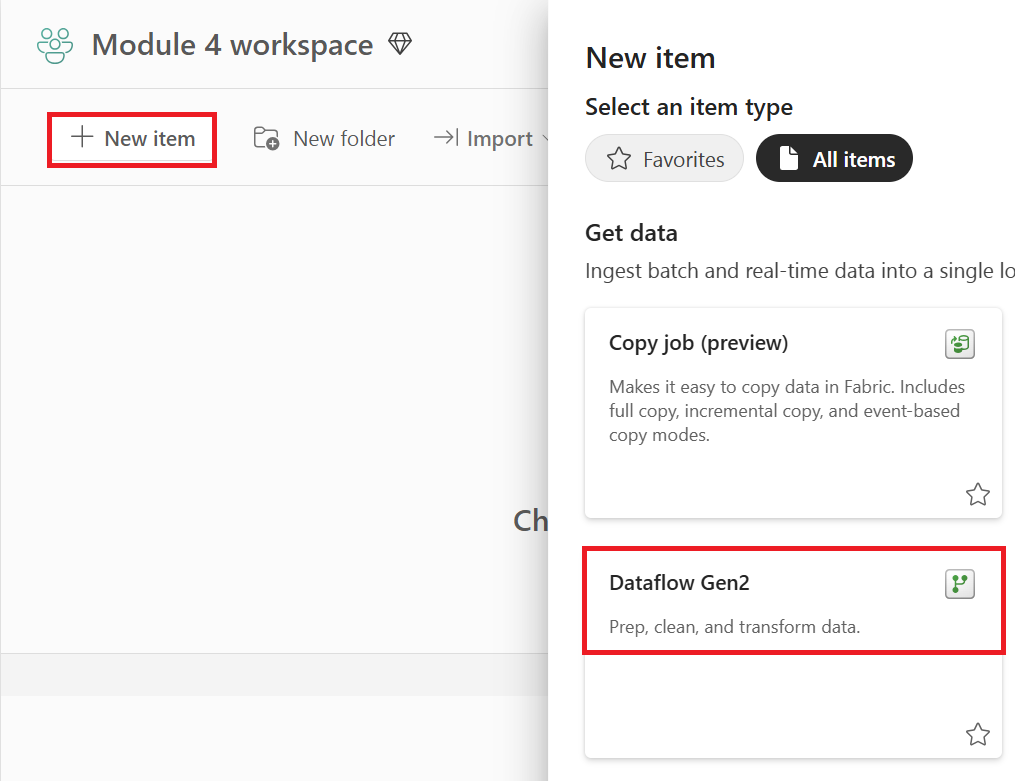 Module 4 workspace
New item
New folder
Import
Ch
New item
Select an item type
Favorites
All items
Get data
Ingest batch and real-time data into a single lo
Copy job (preview)
Makes it easy to copy data in Fabric. Includes
full copy, incremental copy, and event-based
copy modes.
Dataflow Gen2
Prep, clean, and transform data.